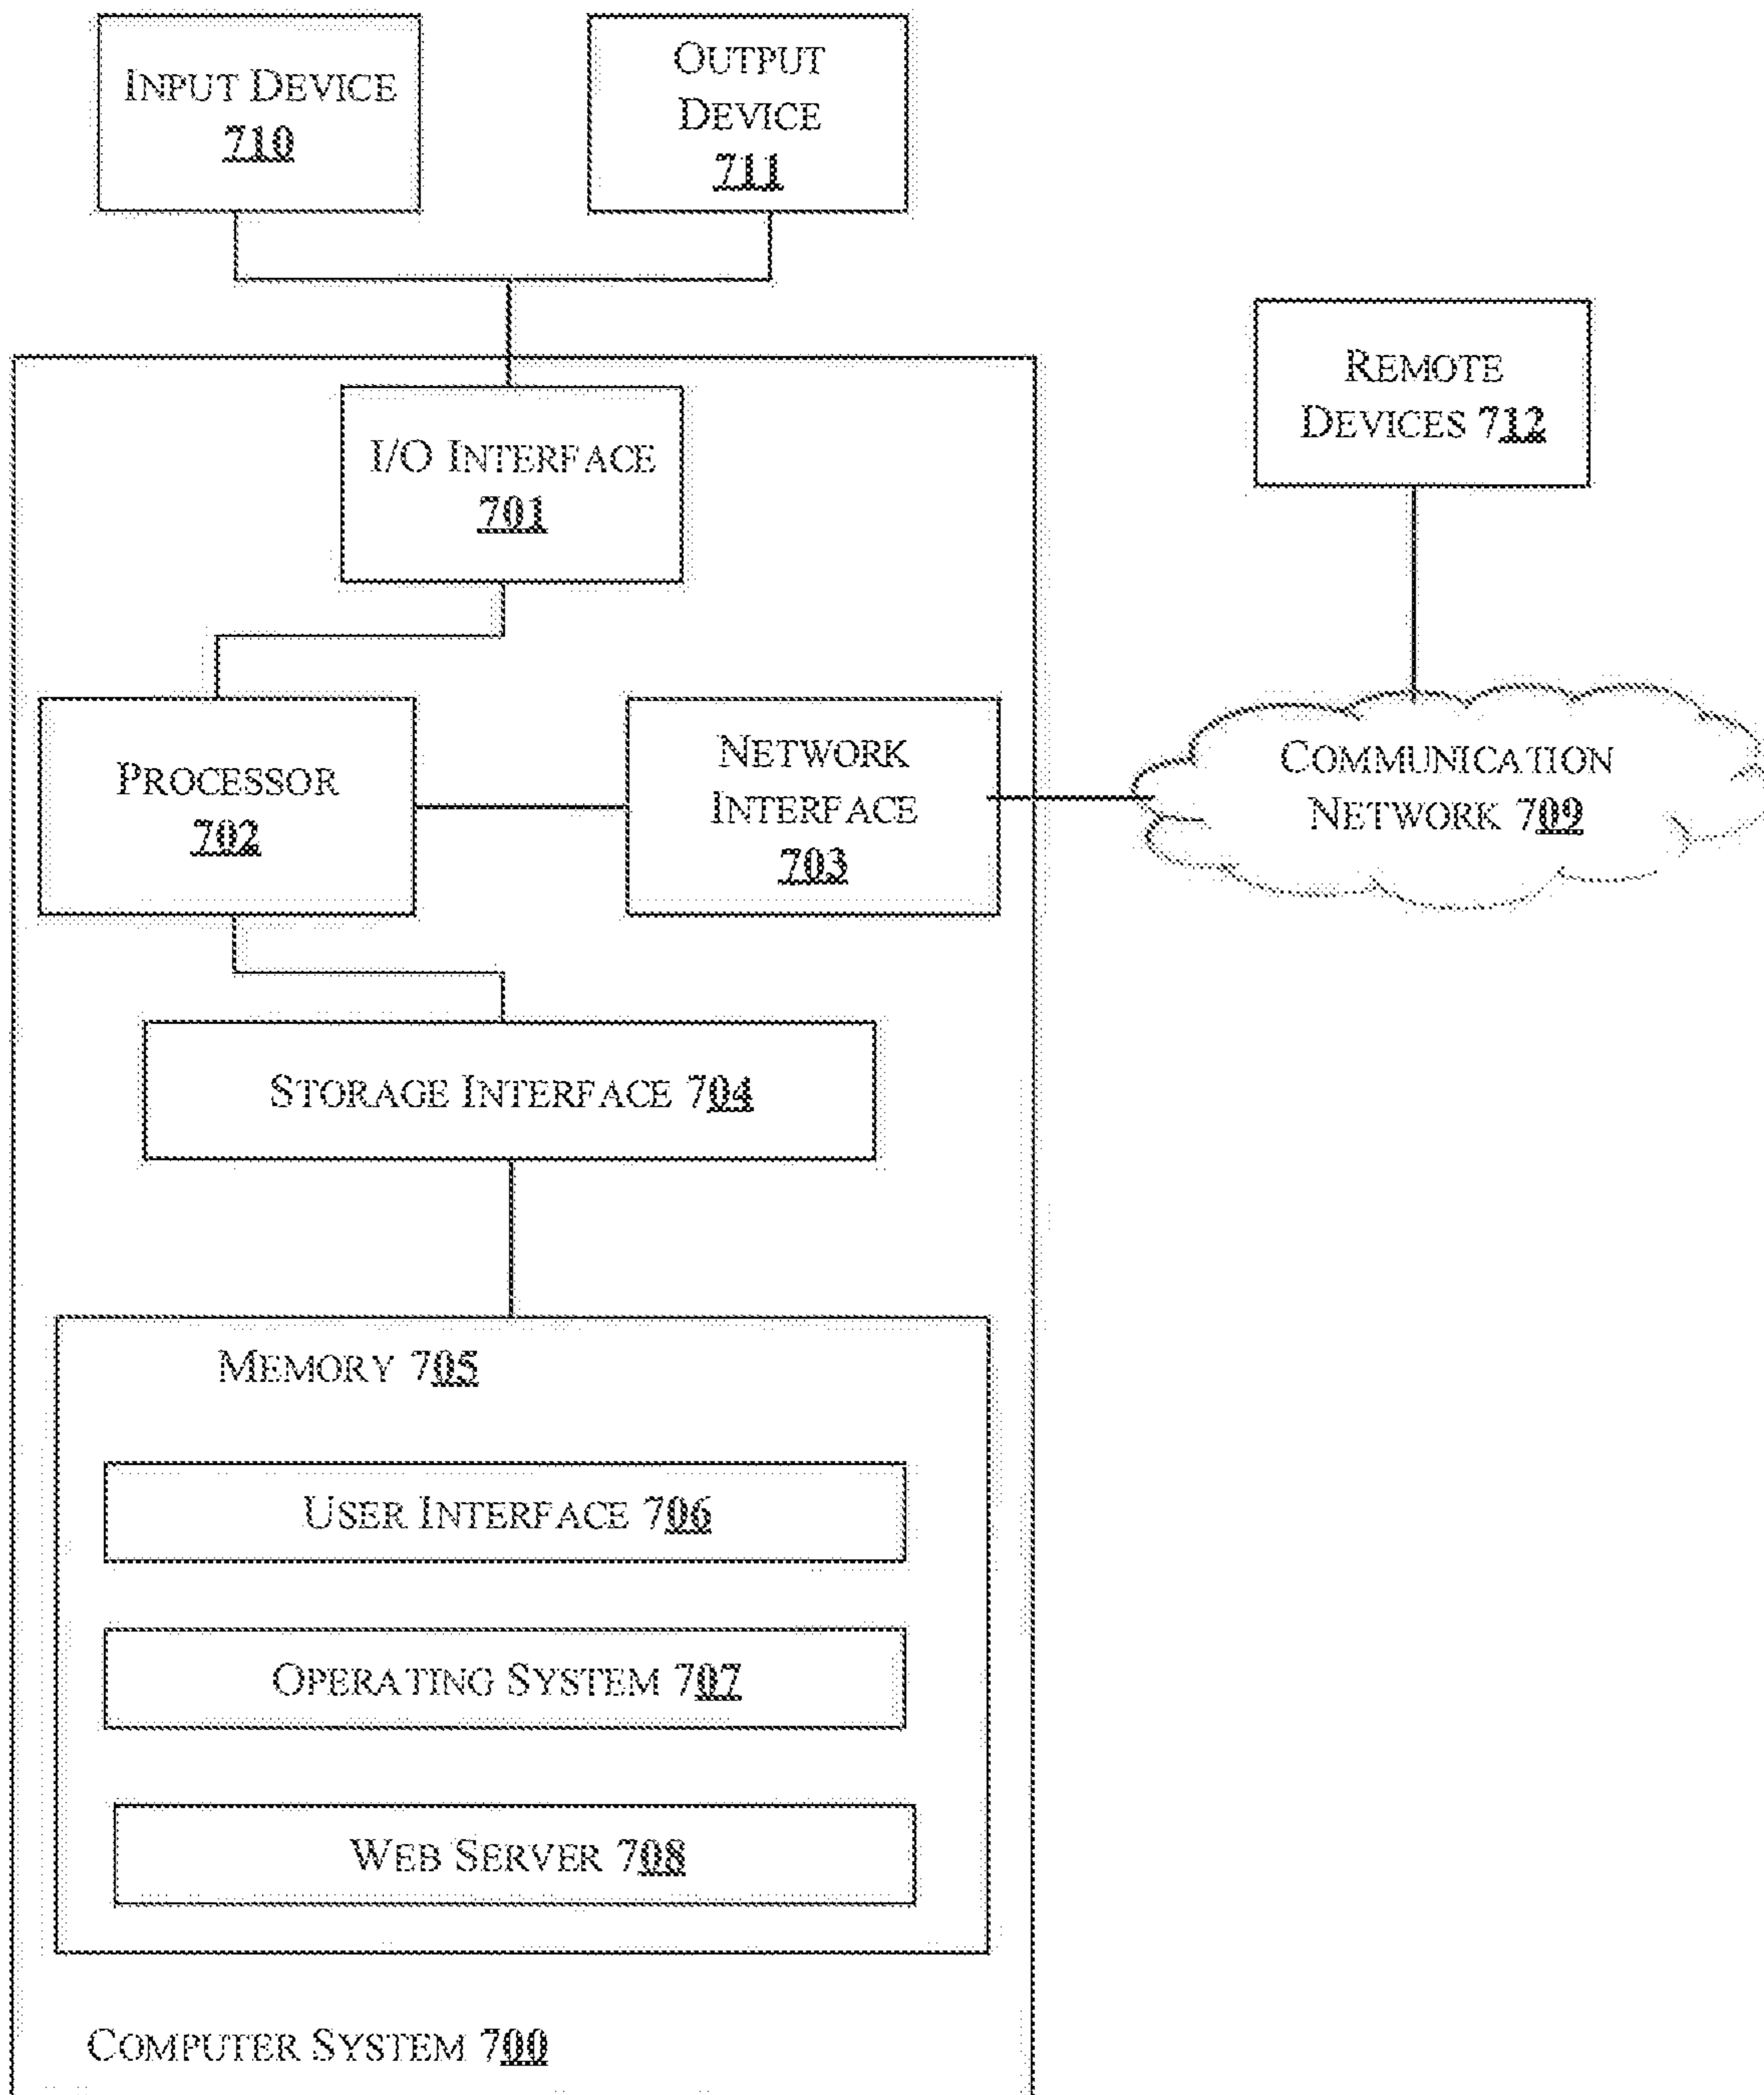 INPUT DEVICE
710
OUTPUT
DEVICE
711
I/O INTERFACE
701
REMOTE
DEVICES 712
PROCESSOR
702
NETWORK
INTERFACE
703
COMMUNICATION
NETWORK 709
STORAGE INTERFACE 704
MEMORY 705
USER INTERFACE 706
OPERATING SYSTEM 707
WEB SERVER 708
COMPUTER SYSTEM 700